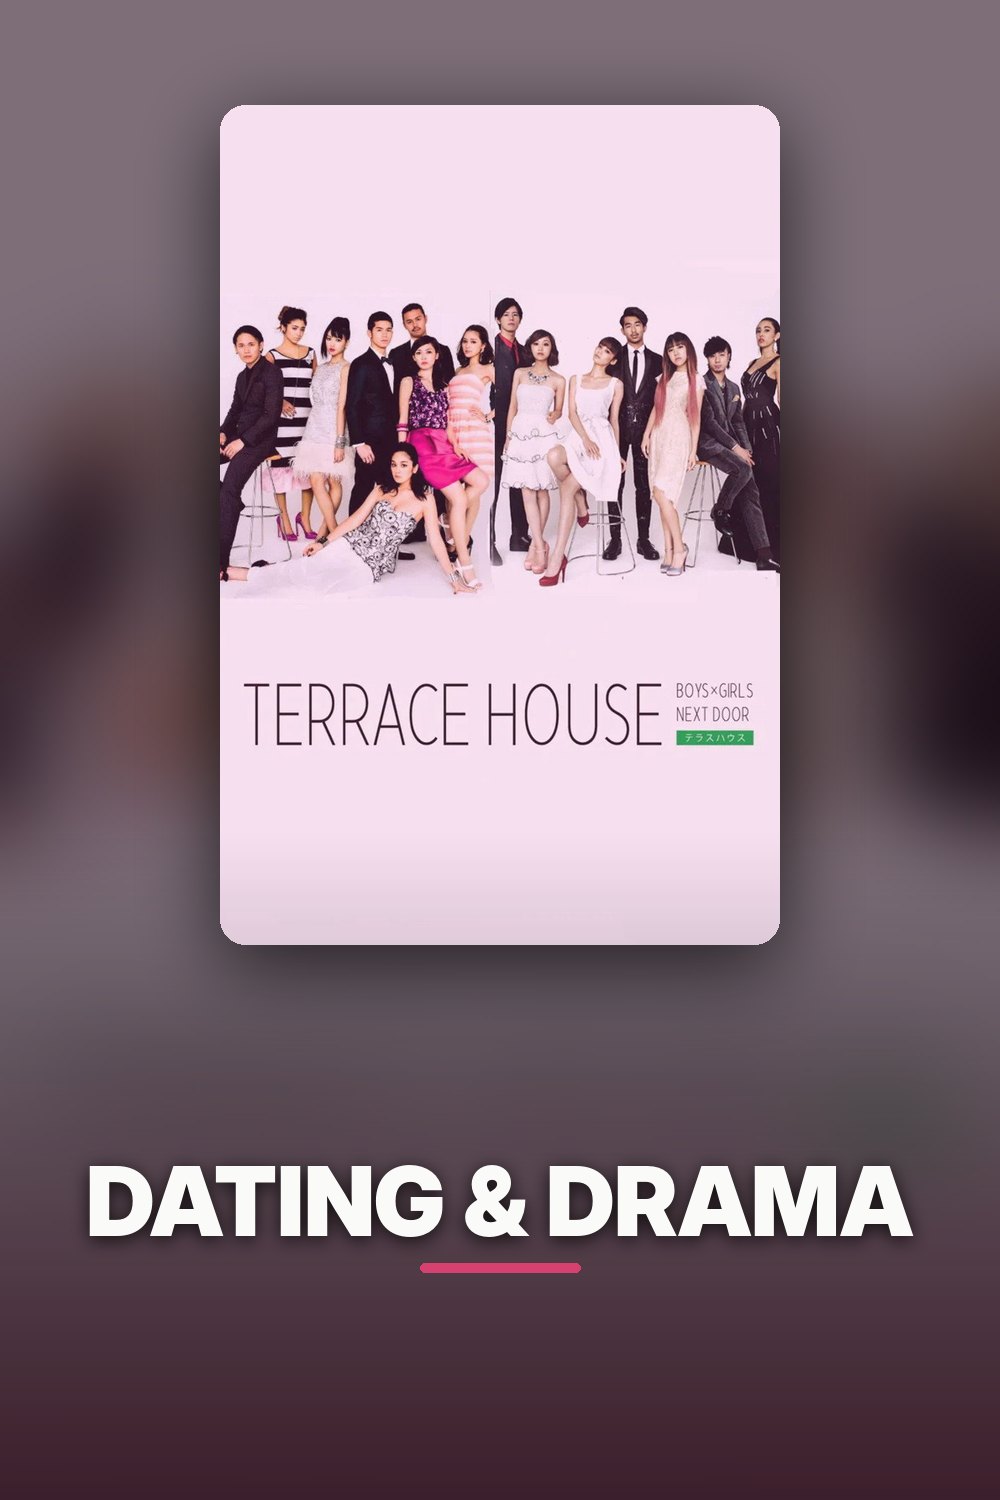 TERRACE HOUSE
BOYS×GIRLS
NEXT DOOR
テラスハウス
DATING & DRAMA